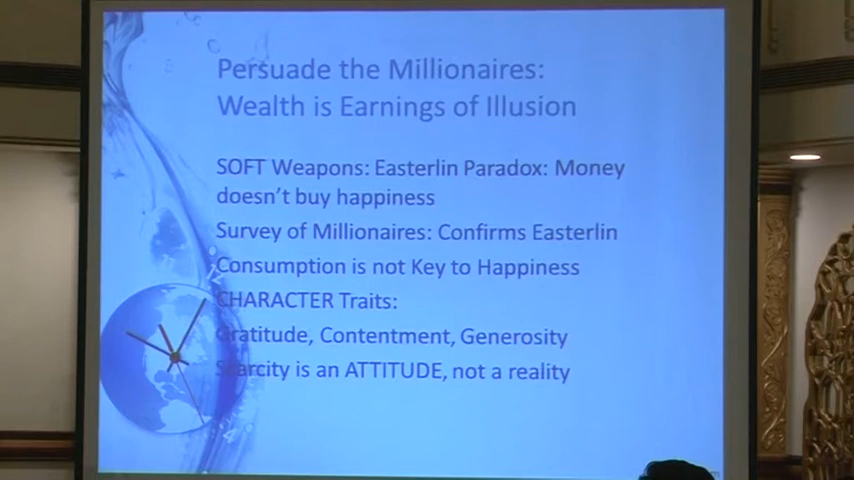 Persuade the Millionaires:
Wealth is Earnings of Illusion
SOFT Weapons: Easterlin Paradox: Money
doesn't buy happiness
Survey of Millionaires: Confirms Easterlin
Consumption is not Key to Happiness
CHARACTER Traits:
Gratitude, Contentment, Generosity
Scarcity is an ATTITUDE, not a reality
12